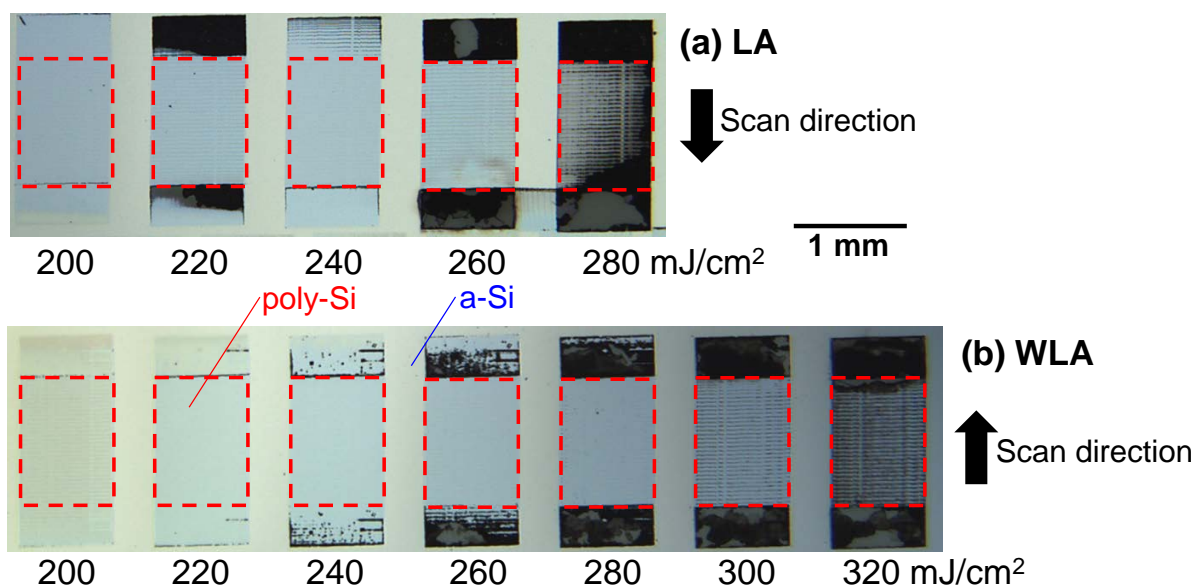 (a) LA
Scan direction
1 mm
200 220 240 260 280 mJ/cm²
poly-Si a-Si
(b) WLA
Scan direction
200 220 240 260 280 300 320 mJ/cm²